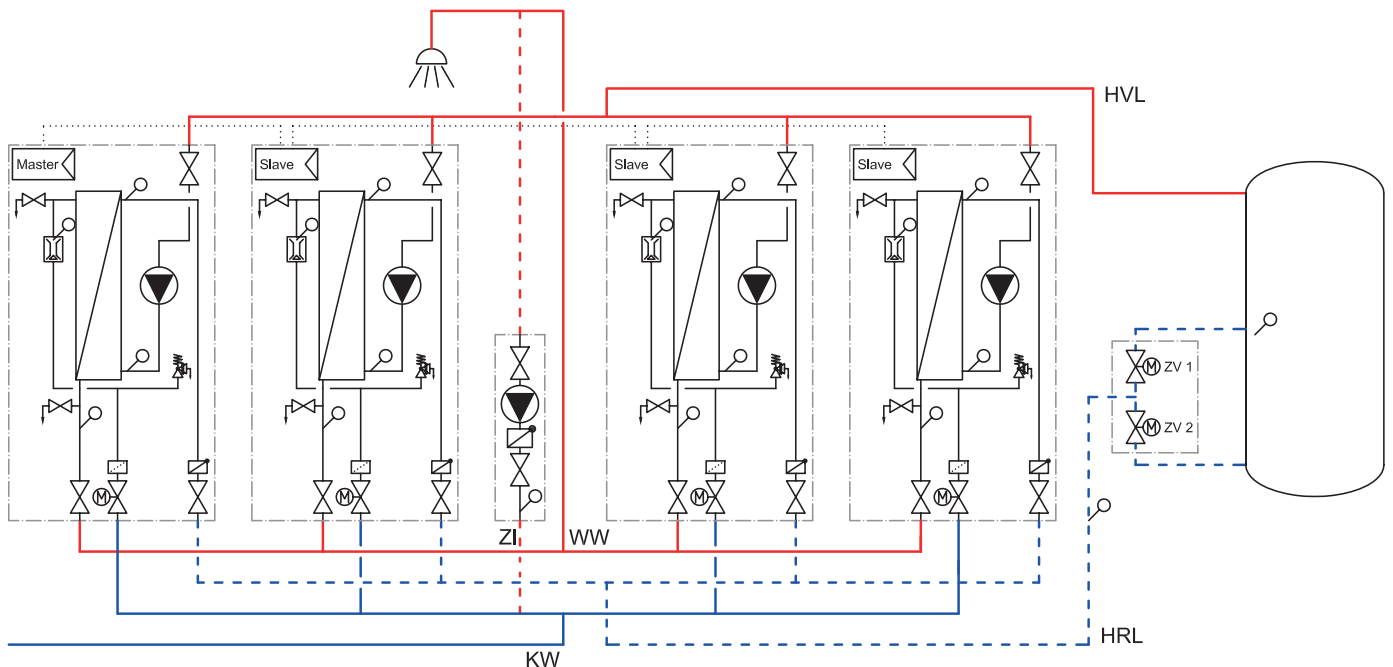 HVL
Master
Slave
Slave
Slave
M ZV 1
M ZV 2
M
M
M
M
ZI
WW
HRL
KW